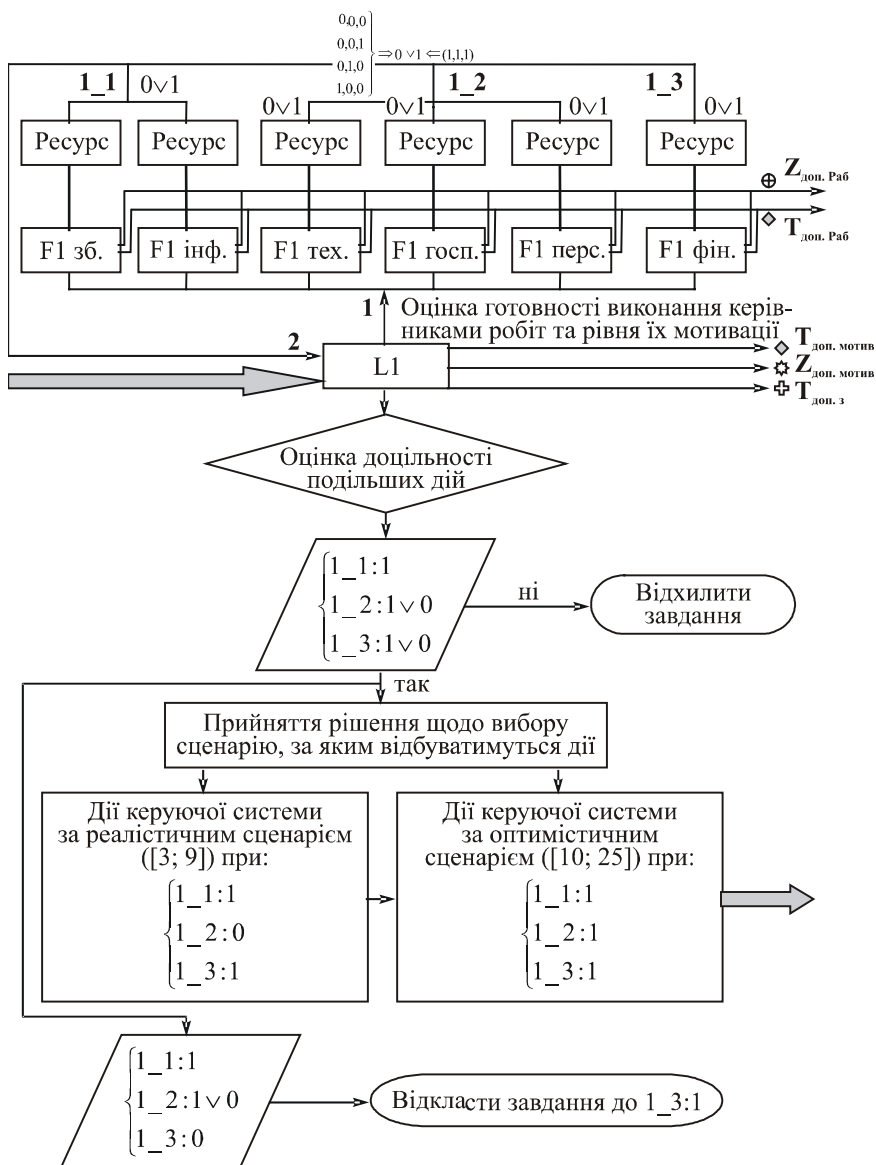 0,0,0
0,0,1
0,1,0
1,0,0
⇒0 ∨1 ⇐(1,1,1)
1_1 0∨1
1_2
1_3
0∨1
0∨1
0∨1
0∨1
Ресурс
Ресурс
Ресурс
Ресурс
Ресурс
Ресурс
Z доп. Раб
T доп. Раб
F1 зб.
F1 інф.
F1 тех.
F1 госп.
F1 перс.
F1 фін.
1
Оцінка готовності виконання керів-
никами робіт та рівня їх мотивації
2
L1
T доп. мотив
Z доп. мотив
T доп. з
Оцінка доцільності
подільших дій
1_1:1
1_2:1∨0
1_3:1∨0
ні
Відхилити
завдання
так
Прийняття рішення щодо вибору
сценарію, за яким відбуватимуться дії
Дії керуючої системи
за реалістичним сценарієм
([3; 9]) при:
1_1:1
1_2:0
1_3:1
Дії керуючої системи
за оптимістичним
сценарієм ([10; 25]) при:
1_1:1
1_2:1
1_3:1
1_1:1
1_2:1∨0
1_3:0
Відкласти завдання до 1_3:1